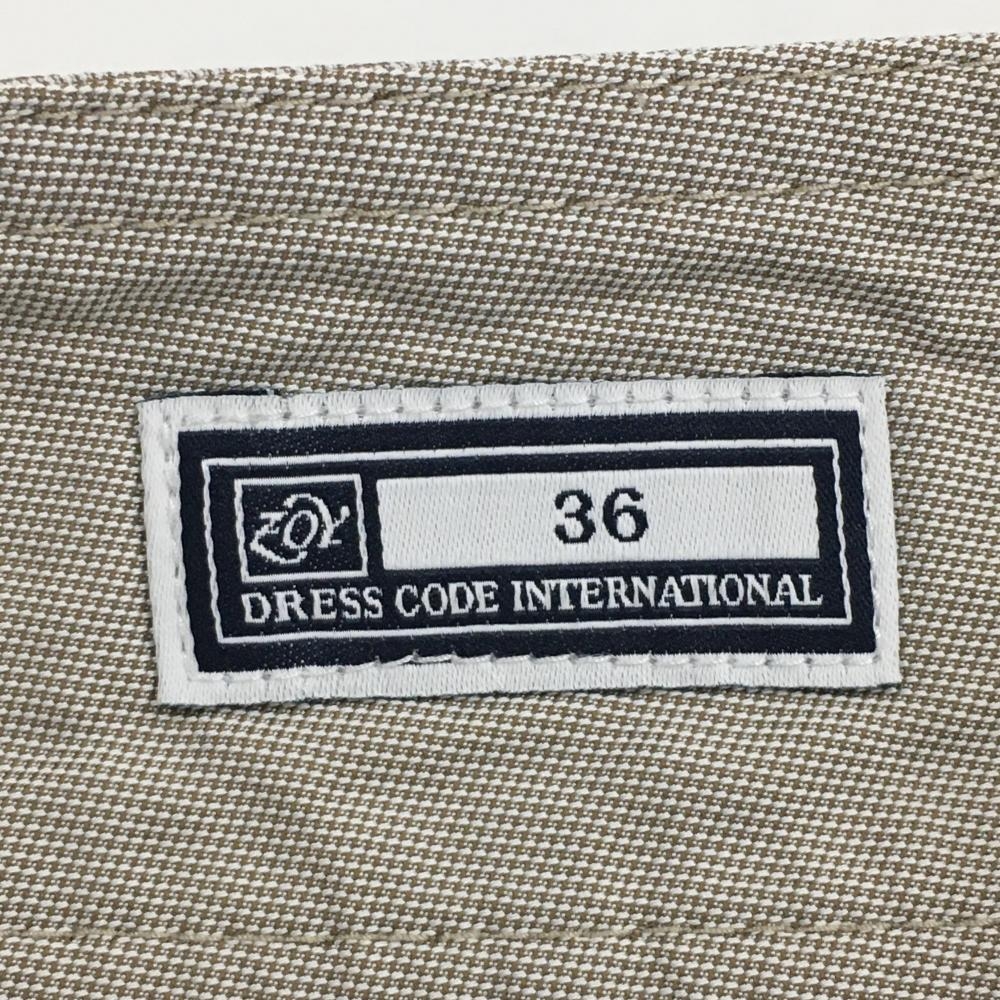 ZOY
36
DRESS CODE INTERNATIONAL